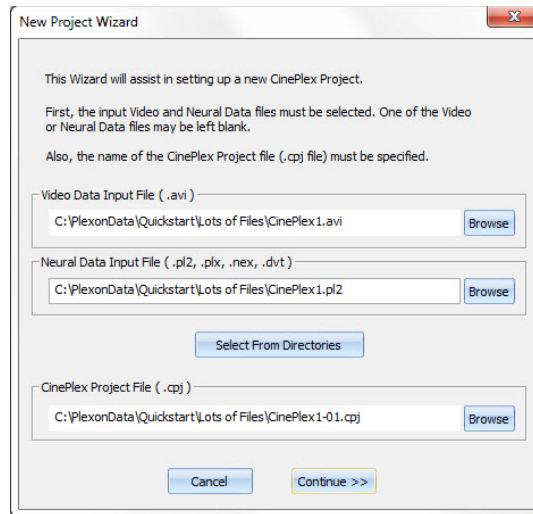 New Project Wizard
This Wizard will assist in setting up a new CinePlex Project.
First, the input Video and Neural Data files must be selected. One of the Video
or Neural Data files may be left blank.
Also, the name of the CinePlex Project file (.cpj file) must be specified.
Video Data Input File ( .avi )
C:\PlexonData\Quickstart\Lots of Files\CinePlex1.avi
Browse
Neural Data Input File ( .pl2, .plx, .nex, .dvt )
C:\PlexonData\Quickstart\Lots of Files\CinePlex1.pl2
Browse
Select From Directories
CinePlex Project File ( .cpj )
C:\PlexonData\Quickstart\Lots of Files\CinePlex1-01.cpj
Browse
Cancel
Continue >>